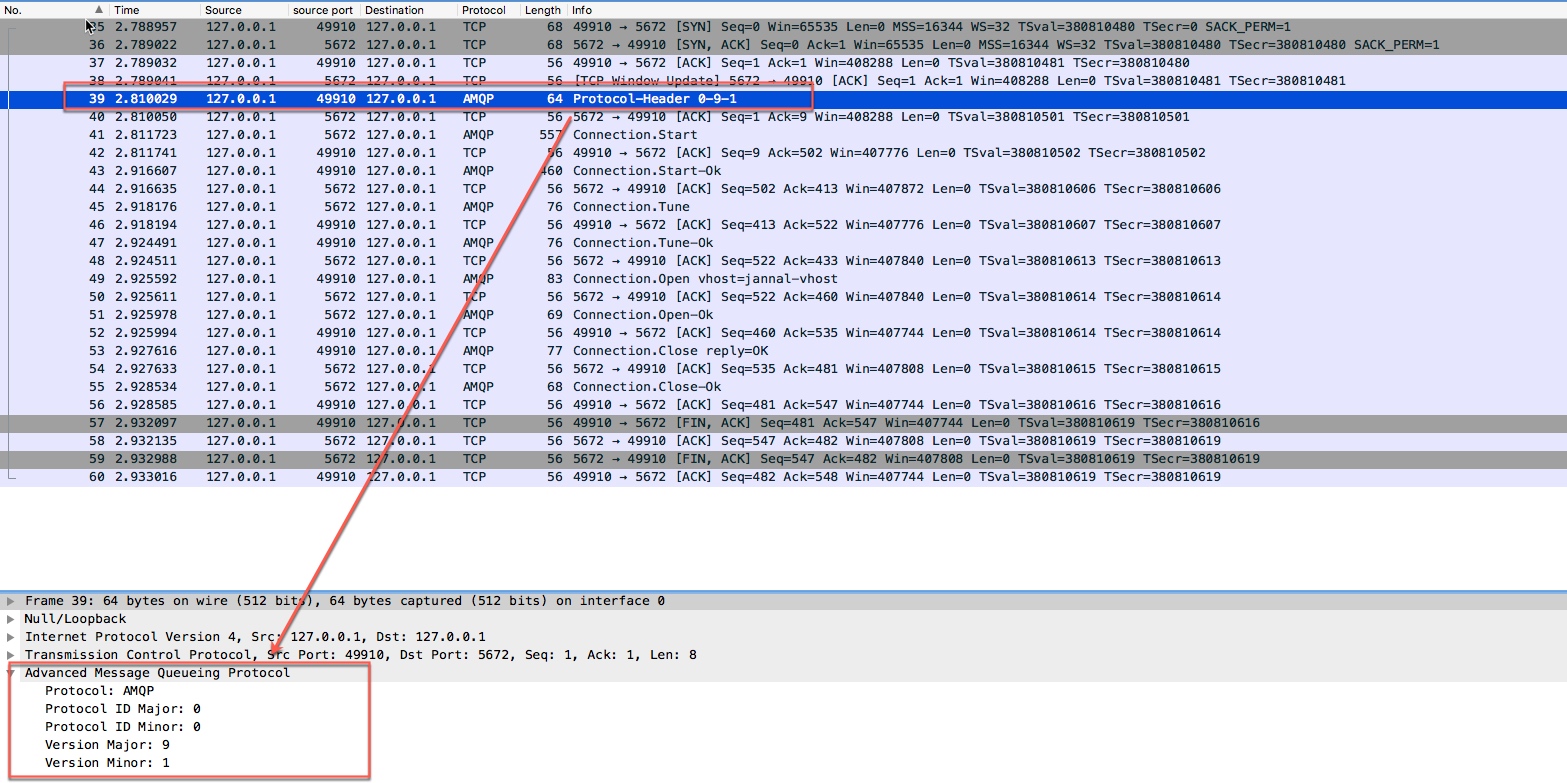 No. Time Source source port Destination Protocol Length Info
35 2.788957 127.0.0.1 49910 127.0.0.1 TCP 68 49910 → 5672 [SYN] Seq=0 Win=65535 Len=0 MSS=16344 WS=32 TSval=380810480 TSecr=0 SACK_PERM=1
36 2.789022 127.0.0.1 5672 127.0.0.1 TCP 68 5672 → 49910 [SYN, ACK] Seq=0 Ack=1 Win=65535 Len=0 MSS=16344 WS=32 TSval=380810480 TSecr=380810480 SACK_PERM=1
37 2.789032 127.0.0.1 49910 127.0.0.1 TCP 56 49910 → 5672 [ACK] Seq=1 Ack=1 Win=408288 Len=0 TSval=380810481 TSecr=380810480
38 2.789041 127.0.0.1 5672 127.0.0.1 TCP 56 [TCP Window Update] 5672 → 49910 [ACK] Seq=1 Ack=1 Win=408288 Len=0 TSval=380810481 TSecr=380810481
39 2.810029 127.0.0.1 49910 127.0.0.1 AMQP 64 Protocol-Header 0-9-1
40 2.810050 127.0.0.1 5672 127.0.0.1 TCP 56 5672 → 49910 [ACK] Seq=1 Ack=9 Win=408288 Len=0 TSval=380810501 TSecr=380810501
41 2.811723 127.0.0.1 5672 127.0.0.1 AMQP 557 Connection.Start
42 2.811741 127.0.0.1 49910 127.0.0.1 TCP 56 49910 → 5672 [ACK] Seq=9 Ack=502 Win=407776 Len=0 TSval=380810502 TSecr=380810502
43 2.916607 127.0.0.1 49910 127.0.0.1 AMQP 460 Connection.Start-Ok
44 2.916635 127.0.0.1 5672 127.0.0.1 TCP 56 5672 → 49910 [ACK] Seq=502 Ack=413 Win=407872 Len=0 TSval=380810606 TSecr=380810606
45 2.918176 127.0.0.1 5672 127.0.0.1 AMQP 76 Connection.Tune
46 2.918194 127.0.0.1 49910 127.0.0.1 TCP 56 49910 → 5672 [ACK] Seq=413 Ack=522 Win=407776 Len=0 TSval=380810607 TSecr=380810607
47 2.924491 127.0.0.1 49910 127.0.0.1 AMQP 76 Connection.Tune-Ok
48 2.924511 127.0.0.1 5672 127.0.0.1 TCP 56 5672 → 49910 [ACK] Seq=522 Ack=433 Win=407840 Len=0 TSval=380810613 TSecr=380810613
49 2.925592 127.0.0.1 49910 127.0.0.1 AMQP 83 Connection.Open vhost=jannal-vhost
50 2.925611 127.0.0.1 5672 127.0.0.1 TCP 56 5672 → 49910 [ACK] Seq=522 Ack=460 Win=407840 Len=0 TSval=380810614 TSecr=380810614
51 2.925978 127.0.0.1 5672 127.0.0.1 AMQP 69 Connection.Open-Ok
52 2.925994 127.0.0.1 49910 127.0.0.1 TCP 56 49910 → 5672 [ACK] Seq=460 Ack=535 Win=407744 Len=0 TSval=380810614 TSecr=380810614
53 2.927616 127.0.0.1 49910 127.0.0.1 AMQP 77 Connection.Close reply=OK
54 2.927633 127.0.0.1 5672 127.0.0.1 TCP 56 5672 → 49910 [ACK] Seq=535 Ack=481 Win=407808 Len=0 TSval=380810615 TSecr=380810615
55 2.928534 127.0.0.1 5672 127.0.0.1 AMQP 68 Connection.Close-Ok
56 2.928585 127.0.0.1 49910 127.0.0.1 TCP 56 49910 → 5672 [ACK] Seq=481 Ack=547 Win=407744 Len=0 TSval=380810616 TSecr=380810616
57 2.932097 127.0.0.1 49910 127.0.0.1 TCP 56 49910 → 5672 [FIN, ACK] Seq=481 Ack=547 Win=407744 Len=0 TSval=380810619 TSecr=380810616
58 2.932135 127.0.0.1 5672 127.0.0.1 TCP 56 5672 → 49910 [ACK] Seq=547 Ack=482 Win=407808 Len=0 TSval=380810619 TSecr=380810619
59 2.932988 127.0.0.1 5672 127.0.0.1 TCP 56 5672 → 49910 [FIN, ACK] Seq=547 Ack=482 Win=407808 Len=0 TSval=380810619 TSecr=380810619
60 2.933016 127.0.0.1 49910 127.0.0.1 TCP 56 49910 → 5672 [ACK] Seq=482 Ack=548 Win=407744 Len=0 TSval=380810619 TSecr=380810619
Frame 39: 64 bytes on wire (512 bits), 64 bytes captured (512 bits) on interface 0
Null/Loopback
Internet Protocol Version 4, Src: 127.0.0.1, Dst: 127.0.0.1
Transmission Control Protocol, Src Port: 49910, Dst Port: 5672, Seq: 1, Ack: 1, Len: 8
Advanced Message Queueing Protocol
Protocol: AMQP
Protocol ID Major: 0
Protocol ID Minor: 0
Version Major: 9
Version Minor: 1